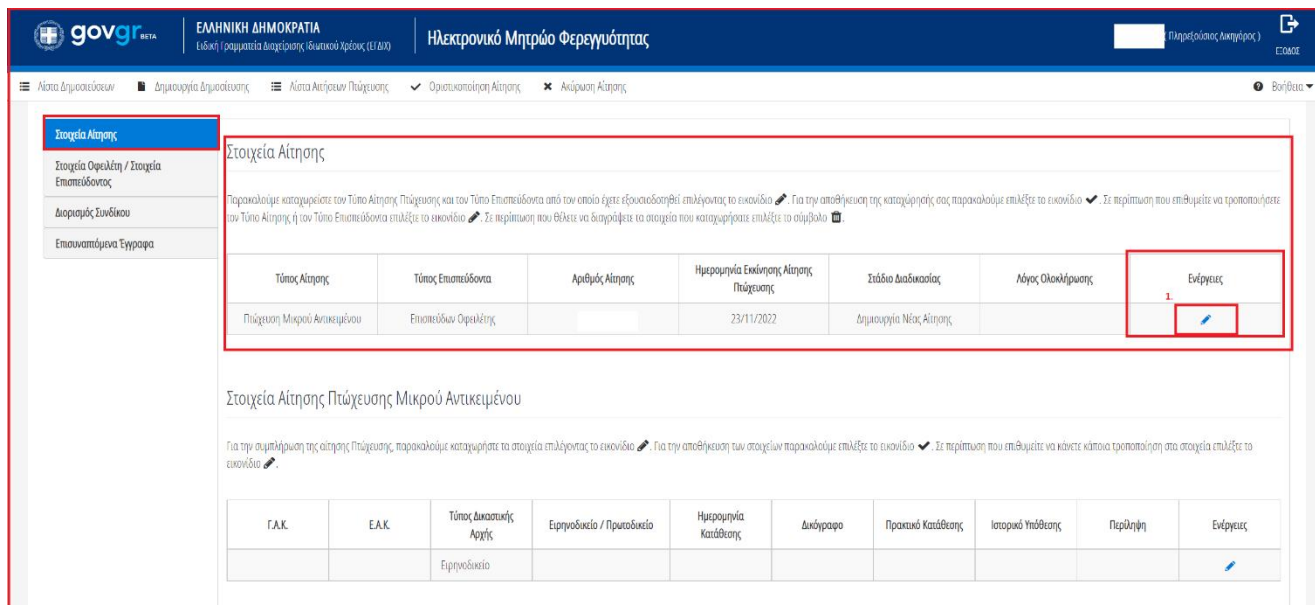 govgr BETA
ΕΛΛΗΝΙΚΗ ΔΗΜΟΚΡΑΤΙΑ
Ειδική Γραμματεία Διαχείρισης Ιδιωτικού Χρέους (ΕΓΔΙΧ)
Ηλεκτρονικό Μητρώο Φερεγγυότητας
( Πληρεξούσιος Δικηγόρος )
ΕΞΟΔΟΣ
Λίστα Δημοσιεύσεων Δημιουργία Δημοσίευσης Λίστα Αιτήσεων Πτώχευσης Οριστικοποίηση Αίτησης Ακύρωση Αίτησης Βοήθεια
Στοιχεία Αίτησης
Στοιχεία Οφειλέτη / Στοιχεία
Επισπεύδοντος
Διορισμός Συνδίκου
Επισυναπτόμενα Έγγραφα
Στοιχεία Αίτησης
Παρακαλούμε καταχωρείστε τον Τύπο Αίτησης Πτώχευσης και τον Τύπο Επισπεύδοντα από τον οποίο έχετε εξουσιοδοτηθεί επιλέγοντας το εικονίδιο . Για την αποθήκευση της καταχώρησής σας παρακαλούμε επιλέξτε το εικονίδιο . Σε περίπτωση που επιθυμείτε να τροποποιήσετε
τον Τύπο Αίτησης ή τον Τύπο Επισπεύδοντα επιλέξτε το εικονίδιο . Σε περίπτωση που θέλετε να διαγράψετε τα στοιχεία που καταχωρήσατε επιλέξτε το σύμβολο .
Τύπος Αίτησης Τύπος Επισπεύδοντα Αριθμός Αίτησης Ημερομηνία Εκκίνησης Αίτησης Πτώχευσης Στάδιο Διαδικασίας Λόγος Ολοκλήρωσης Ενέργειες
1.
Πτώχευση Μικρού Αντικειμένου Επισπεύδων Οφειλέτης 23/11/2022 Δημιουργία Νέας Αίτησης
Στοιχεία Αίτησης Πτώχευσης Μικρού Αντικειμένου
Για την συμπλήρωση της αίτησης Πτώχευσης, παρακαλούμε καταχωρήστε τα στοιχεία επιλέγοντας το εικονίδιο . Για την αποθήκευση των στοιχείων παρακαλούμε επιλέξτε το εικονίδιο . Σε περίπτωση που επιθυμείτε να κάνετε κάποια τροποποίηση στα στοιχεία επιλέξτε το
εικονίδιο .
Γ.Α.Κ. Ε.Α.Κ. Τύπος Δικαστικής Αρχής Ειρηνοδικείο / Πρωτοδικείο Ημερομηνία Κατάθεσης Δικόγραφο Πρακτικό Κατάθεσης Ιστορικό Υπόθεσης Περίληψη Ενέργειες
Ειρηνοδικείο